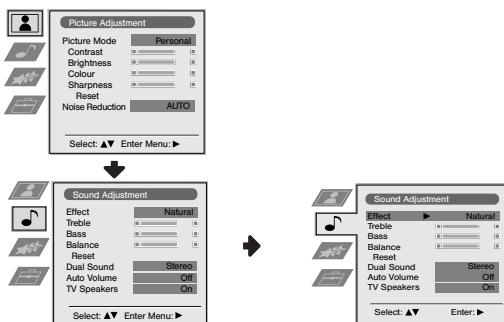 Picture Adjustment
Picture Mode Personal
Contrast
Brightness
Colour
Sharpness
Reset
Noise Reduction AUTO
Select: ▲▼ Enter Menu: ▶
Sound Adjustment
Effect Natural
Treble
Bass
Balance
Reset
Dual Sound Stereo
Auto Volume Off
TV Speakers On
Select: ▲▼ Enter Menu: ▶
Sound Adjustment
Effect ▶ Natural
Treble
Bass
Balance
Reset
Dual Sound Stereo
Auto Volume Off
TV Speakers On
Select: ▲▼ Enter: ▶